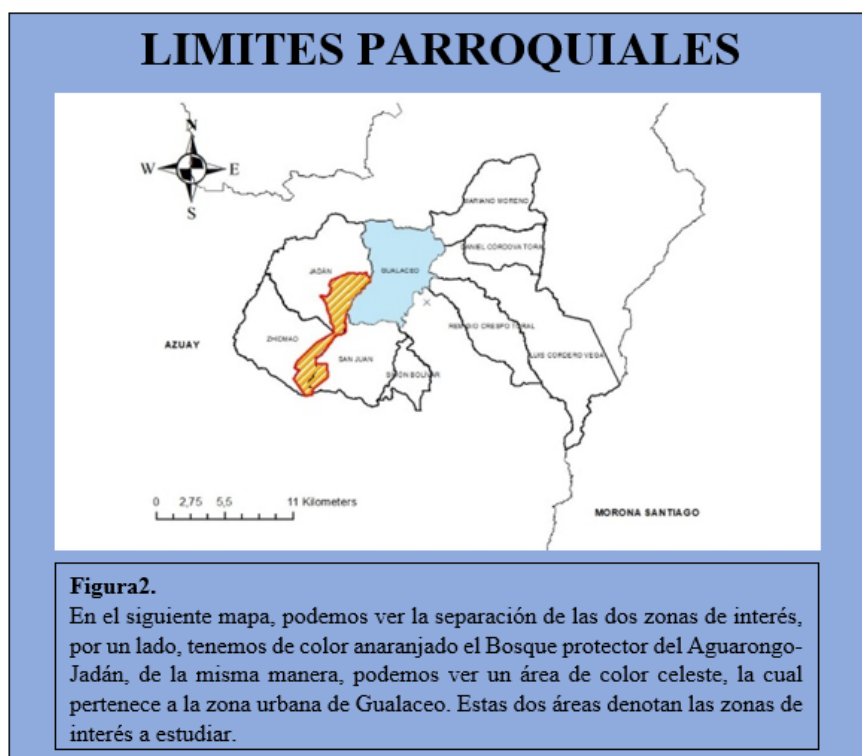 LIMITES PARROQUIALES
N
W E
S
MARIANO MORENO
DANIEL CORDOVA TORA
JADÁN
GUALACEO
REMIGIO CRESPO TORAL
AZUAY
ZHIDMAO
SAN JUAN
LUIS CORDERO VEGA
SIMÓN BOLÍVAR
0 2,75 5,5 11 Kilometers
MORONA SANTIAGO
Figura2.
En el siguiente mapa, podemos ver la separación de las dos zonas de interés,
por un lado, tenemos de color anaranjado el Bosque protector del Aguarongo-
Jadán, de la misma manera, podemos ver un área de color celeste, la cual
pertenece a la zona urbana de Gualaceo. Estas dos áreas denotan las zonas de
interés a estudiar.